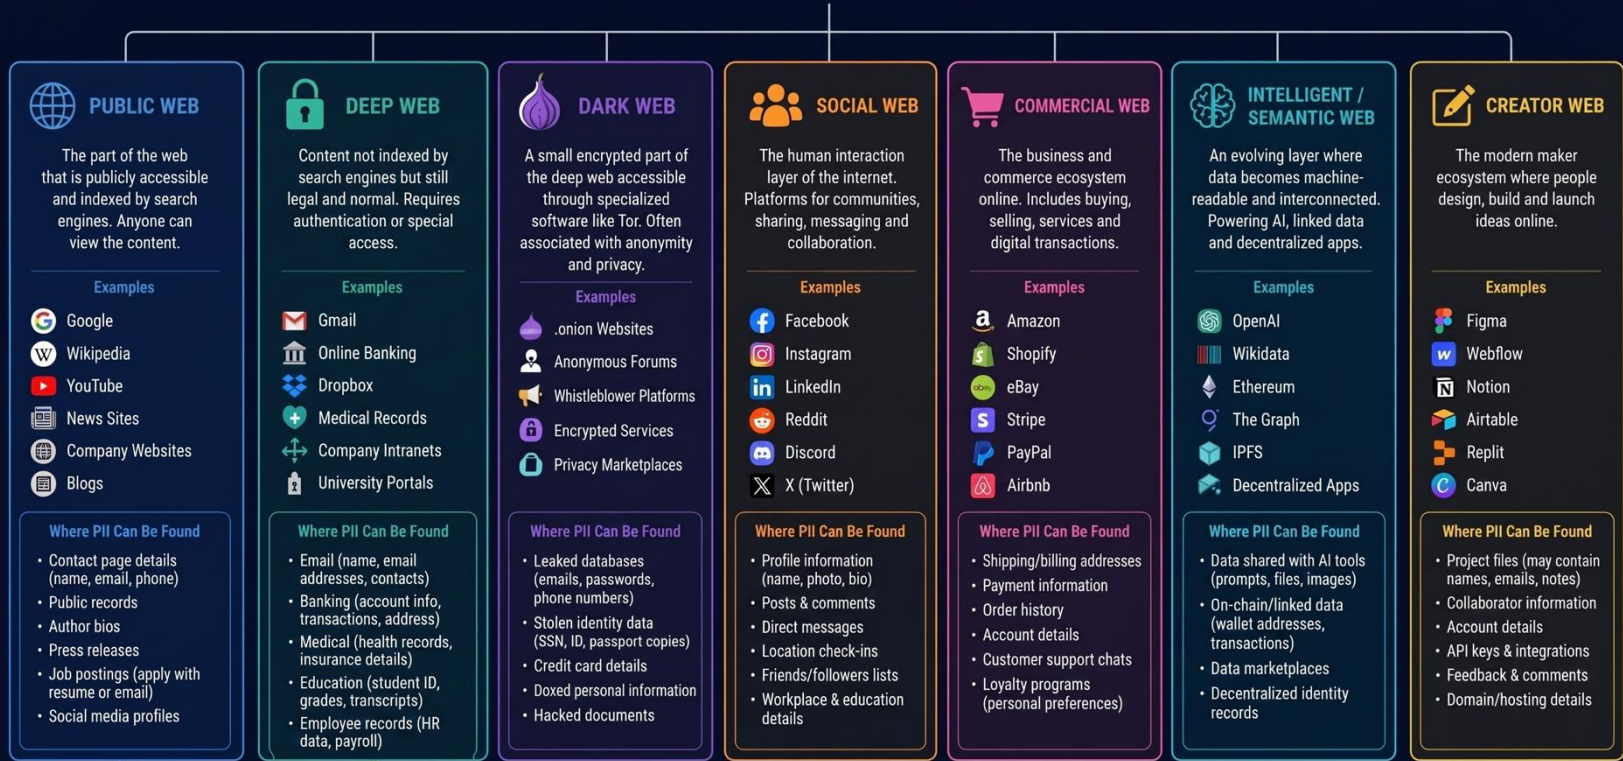 PUBLIC WEB
The part of the web
that is publicly accessible
and indexed by search
engines. Anyone can
view the content.
Examples
Google
W
Wikipedia
YouTube
News Sites
Company Websites
Blogs
Where PII Can Be Found
• Contact page details
(name, email, phone)
• Public records
• Author bios
• Press releases
• Job postings (apply with
resume or email)
• Social media profiles
DEEP WEB
Content not indexed by
search engines but still
legal and normal. Requires
authentication or special
access.
Examples
Gmail
Online Banking
Dropbox
Medical Records
Company Intranets
University Portals
Where PII Can Be Found
• Email (name, email
addresses, contacts)
• Banking (account info,
transactions, address)
• Medical (health records,
insurance details)
• Education (student ID,
grades, transcripts)
• Employee records (HR
data, payroll)
DARK WEB
A small encrypted part of
the deep web accessible
through specialized
software like Tor. Often
associated with anonymity
and privacy.
Examples
.onion Websites
Anonymous Forums
Whistleblower Platforms
Encrypted Services
Privacy Marketplaces
Where PII Can Be Found
• Leaked databases
(emails, passwords,
phone numbers)
• Stolen identity data
(SSN, ID, passport copies)
• Credit card details
• Doxed personal information
• Hacked documents
SOCIAL WEB
The human interaction
layer of the internet.
Platforms for communities,
sharing, messaging and
collaboration.
Examples
Facebook
Instagram
in
LinkedIn
Reddit
Discord
X (Twitter)
Where PII Can Be Found
• Profile information
(name, photo, bio)
• Posts & comments
• Direct messages
• Location check-ins
• Friends/followers lists
• Workplace & education
details
COMMERCIAL WEB
The business and
commerce ecosystem
online. Includes buying,
selling, services and
digital transactions.
Examples
a
Amazon
S
Shopify
eBay
S
Stripe
PayPal
Airbnb
Where PII Can Be Found
• Shipping/billing addresses
• Payment information
• Order history
• Account details
• Customer support chats
• Loyalty programs
(personal preferences)
INTELLIGENT /
SEMANTIC WEB
An evolving layer where
data becomes machine-
readable and interconnected.
Powering AI, linked data
and decentralized apps.
Examples
OpenAI
Wikidata
Ethereum
The Graph
IPFS
Decentralized Apps
Where PII Can Be Found
• Data shared with AI tools
(prompts, files, images)
• On-chain/linked data
(wallet addresses,
transactions)
• Data marketplaces
• Decentralized identity
records
CREATOR WEB
The modern maker
ecosystem where people
design, build and launch
ideas online.
Examples
Figma
w
Webflow
N
Notion
Airtable
Replit
C
Canva
Where PII Can Be Found
• Project files (may contain
names, emails, notes)
• Collaborator information
• Account details
• API keys & integrations
• Feedback & comments
• Domain/hosting details